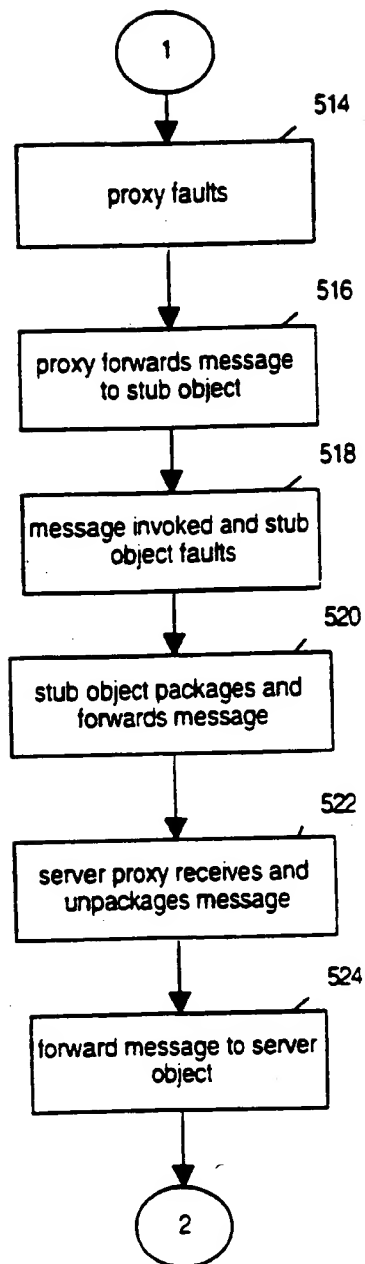 1
514
proxy faults
516
proxy forwards message
to stub object
518
message invoked and stub
object faults
520
stub object packages and
forwards message
522
server proxy receives and
unpackages message
524
forward message to server
object
2